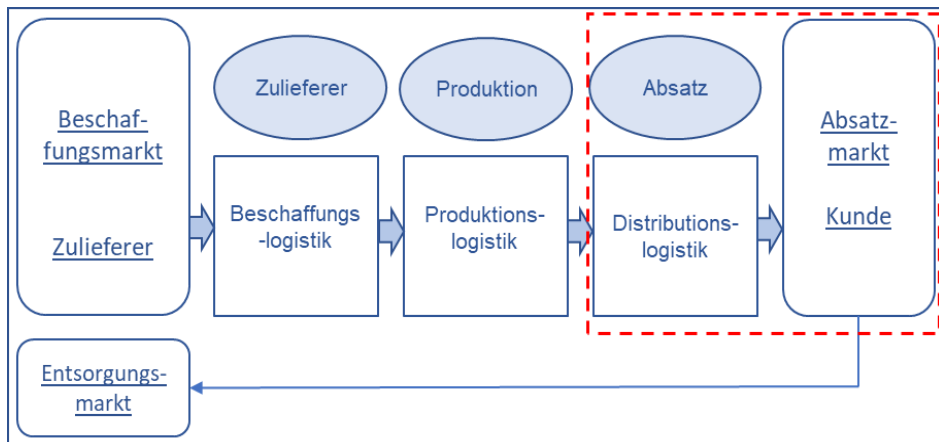 Beschaf-
fungsmarkt
Zulieferer
Zulieferer
Beschaffungs
-logistik
Produktion
Produktions-
logistik
Absatz
Distributions-
logistik
Absatz-
markt
Kunde
Entsorgungs-
markt